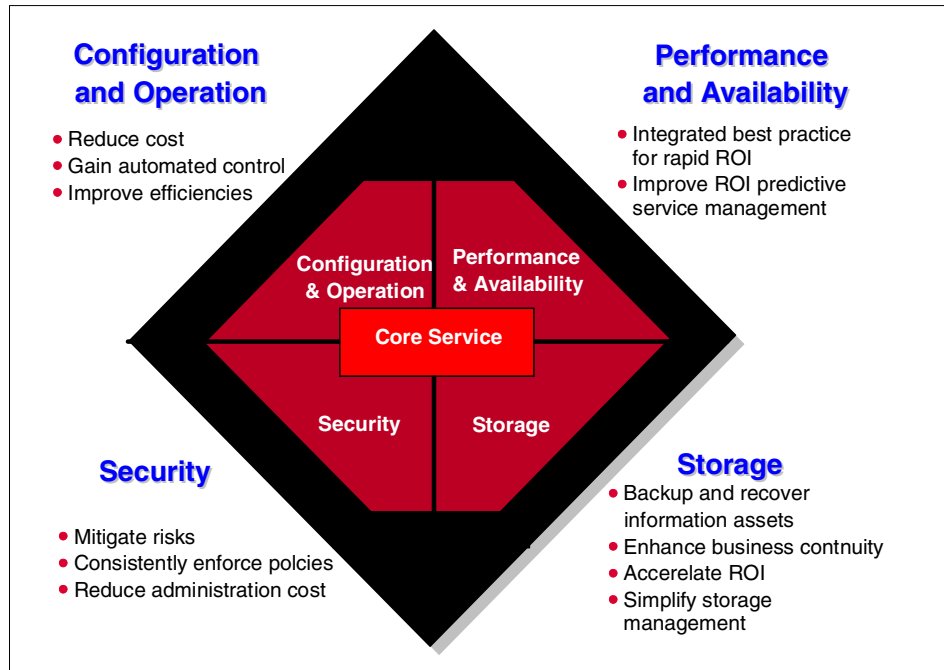 Configuration
and Operation
• Reduce cost
• Gain automated control
• Improve efficiencies
Performance
and Availability
• Integrated best practice
for rapid ROI
• Improve ROI predictive
service management
Configuration
& Operation
Performance
& Availability
Core Service
Security
Storage
Security
• Mitigate risks
• Consistently enforce polcies
• Reduce administration cost
Storage
• Backup and recover
information assets
• Enhance business contnuity
• Accerelate ROI
• Simplify storage
management